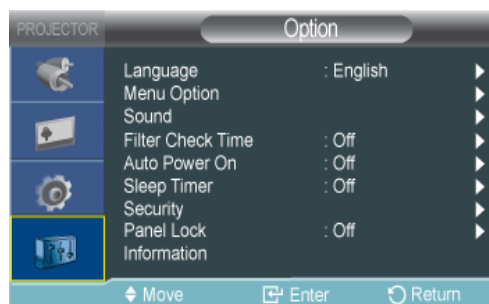 PROJECTOR Option
Language : English
Menu Option
Sound
Filter Check Time : Off
Auto Power On : Off
Sleep Timer : Off
Security
Panel Lock : Off
Information
Move Enter Return